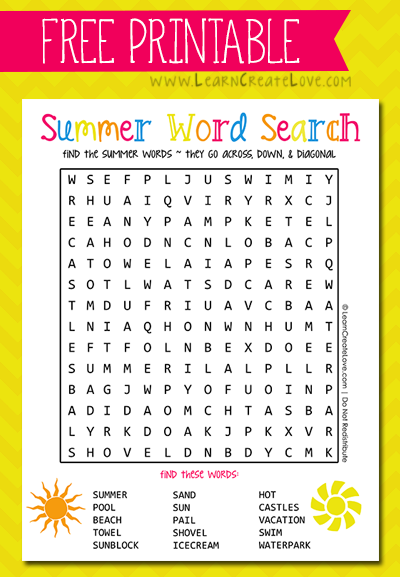 FREE PRINTABLE
www.LearnCreateLove.com
Summer Word Search
find the summer words ~ they go across, down, & diagonal
W S E F P L J U S W I M I Y
R H U A I Q V I R Y R X C J
E E A N Y P A M P K E T E L
C A H O D N C N L O B A C P
A T O W E L A I A P E S R Q
S O T L W A T S D C A R E W
T M D U F R I U A V C B A A
L N I A Q H O N W N H U M T
E F T F O L N B E X D O E E
S U M M E R I L A L P L L R
B A G J W P Y O F U O I N P
A D I D A O M C H T A S B A
L Y R K D O A K J P K X V R
S H O V E L D N B D Y C M K
© LearnCreateLove.com | Do Not Redistribute
find these words:
SUMMER SAND HOT
POOL SUN CASTLES
BEACH PAIL VACATION
TOWEL SHOVEL SWIM
SUNBLOCK ICECREAM WATERPARK